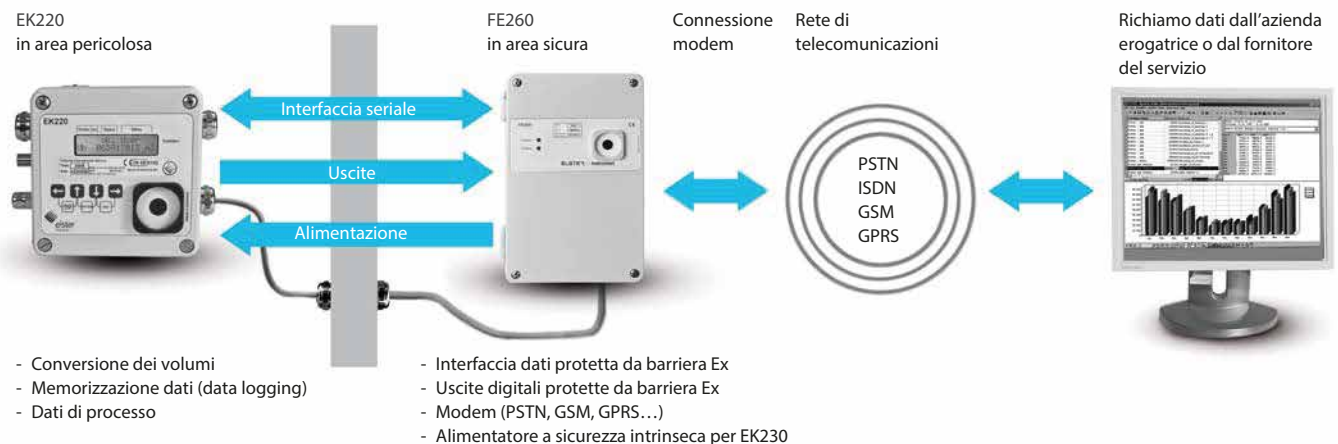 EK220
in area pericolosa
FE260
in area sicura
Connessione
modem
Rete di
telecomunicazioni
Richiamo dati dall'azienda
erogatrice o dal fornitore
del servizio
EK220
elster
Interfaccia seriale
Uscite
Alimentazione
PSTN
ISDN
GSM
GPRS
- Conversione dei volumi
- Memorizzazione dati (data logging)
- Dati di processo
- Interfaccia dati protetta da barriera Ex
- Uscite digitali protette da barriera Ex
- Modem (PSTN, GSM, GPRS…)
- Alimentatore a sicurezza intrinseca per EK230